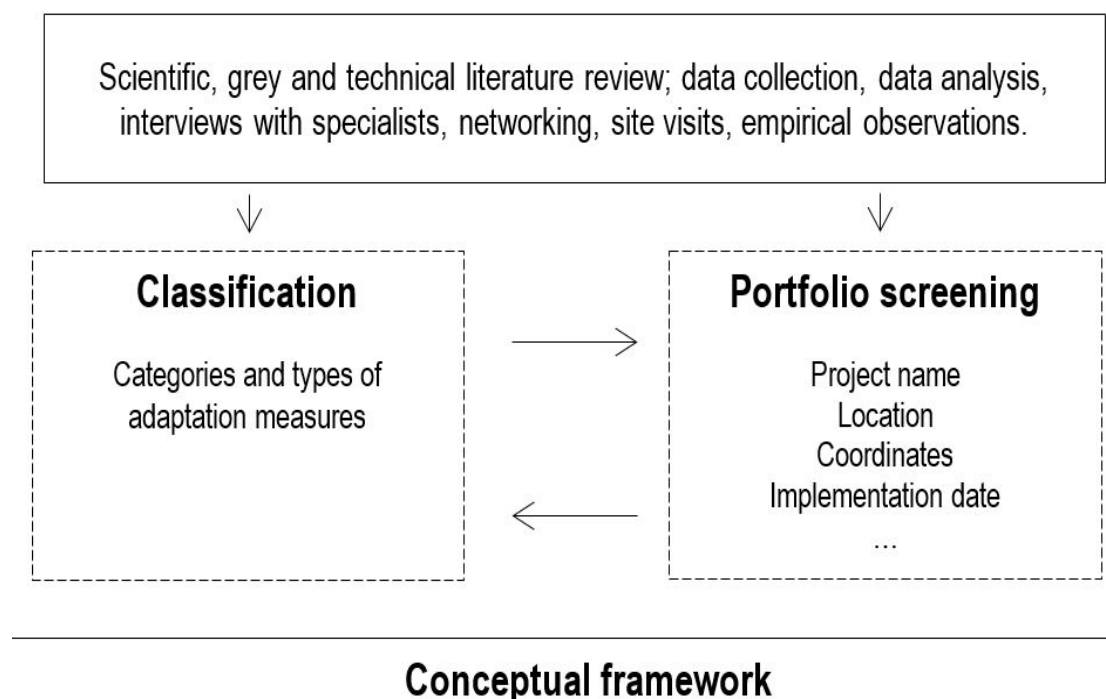 Scientific, grey and technical literature review; data collection, data analysis,
interviews with specialists, networking, site visits, empirical observations.
Classification
Categories and types of
adaptation measures
Portfolio screening
Project name
Location
Coordinates
Implementation date
...
Conceptual framework